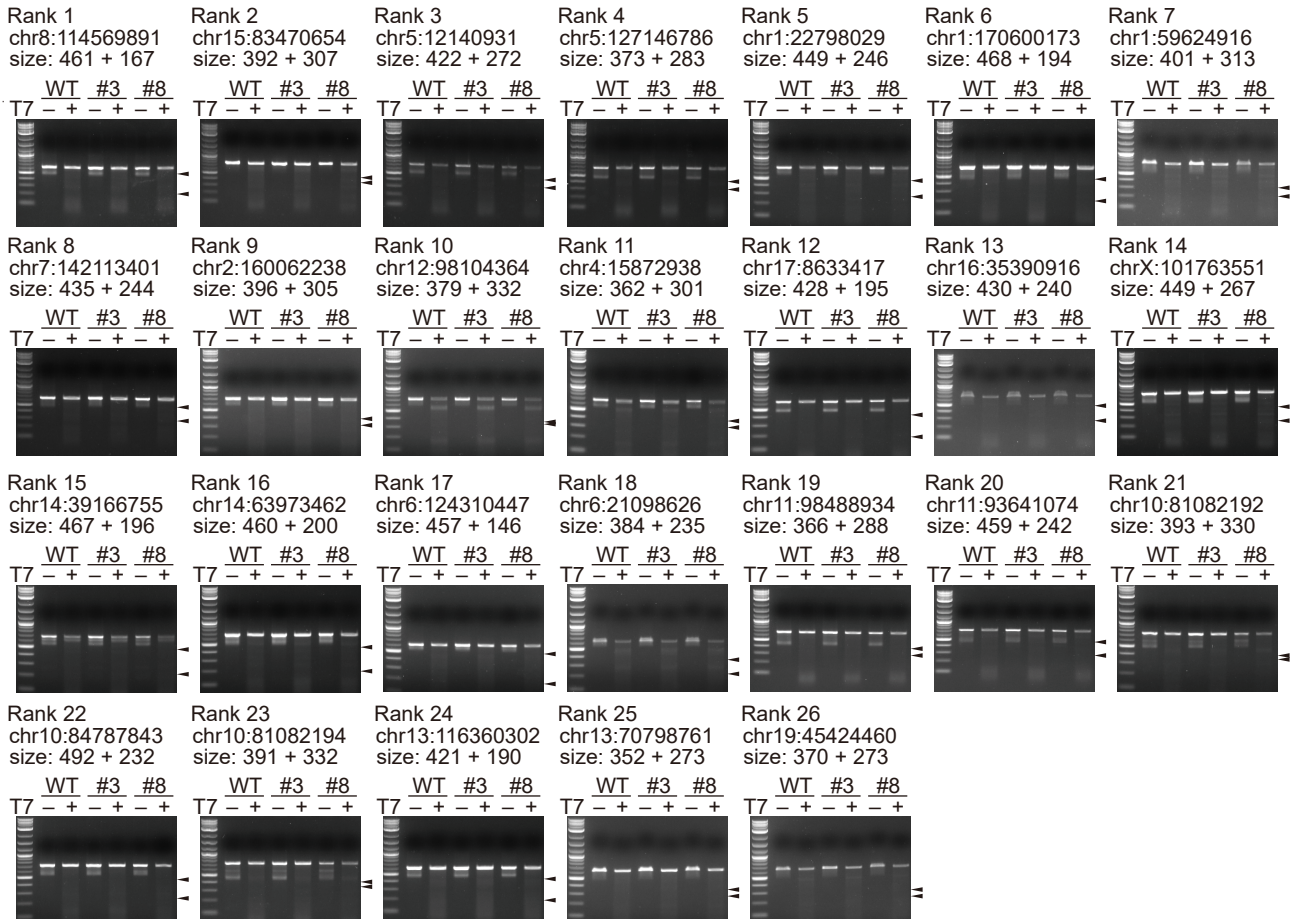 Rank 1
chr8:114569891
size: 461 + 167
WT #3 #8
T7 – + – + – +
Rank 2
chr15:83470654
size: 392 + 307
WT #3 #8
– + – + – +
Rank 3
chr5:12140931
size: 422 + 272
WT #3 #8
– + – + – +
Rank 4
chr5:127146786
size: 373 + 283
WT #3 #8
– + – + – +
Rank 5
chr1:22798029
size: 449 + 246
WT #3 #8
– + – + – +
Rank 6
chr1:170600173
size: 468 + 194
WT #3 #8
– + – + – +
Rank 7
chr1:59624916
size: 401 + 313
WT #3 #8
– + – + – +
Rank 8
chr7:142113401
size: 435 + 244
WT #3 #8
T7 – + – + – +
Rank 9
chr2:160062238
size: 396 + 305
WT #3 #8
T7 – + – + – +
Rank 10
chr12:98104364
size: 379 + 332
WT #3 #8
T7 – + – + – +
Rank 11
chr4:15872938
size: 362 + 301
WT #3 #8
T7 – + – + – +
Rank 12
chr17:8633417
size: 428 + 195
WT #3 #8
T7 – + – + – +
Rank 13
chr16:35390916
size: 430 + 240
WT #3 #8
T7 – + – + – +
Rank 14
chrX:101763551
size: 449 + 267
WT #3 #8
T7 – + – + – +
Rank 15
chr14:39166755
size: 467 + 196
WT #3 #8
T7 – + – + – +
Rank 16
chr14:63973462
size: 460 + 200
WT #3 #8
T7 – + – + – +
Rank 17
chr6:124310447
size: 457 + 146
WT #3 #8
T7 – + – + – +
Rank 18
chr6:21098626
size: 384 + 235
WT #3 #8
T7 – + – + – +
Rank 19
chr11:98488934
size: 366 + 288
WT #3 #8
T7 – + – + – +
Rank 20
chr11:93641074
size: 459 + 242
WT #3 #8
T7 – + – + – +
Rank 21
chr10:81082192
size: 393 + 330
WT #3 #8
T7 – + – + – +
Rank 22
chr10:84787843
size: 492 + 232
WT #3 #8
T7 – + – + – +
Rank 23
chr10:81082194
size: 391 + 332
WT #3 #8
T7 – + – + – +
Rank 24
chr13:116360302
size: 421 + 190
WT #3 #8
T7 – + – + – +
Rank 25
chr13:70798761
size: 352 + 273
WT #3 #8
T7 – + – + – +
Rank 26
chr19:45424460
size: 370 + 273
WT #3 #8
T7 – + – + – +